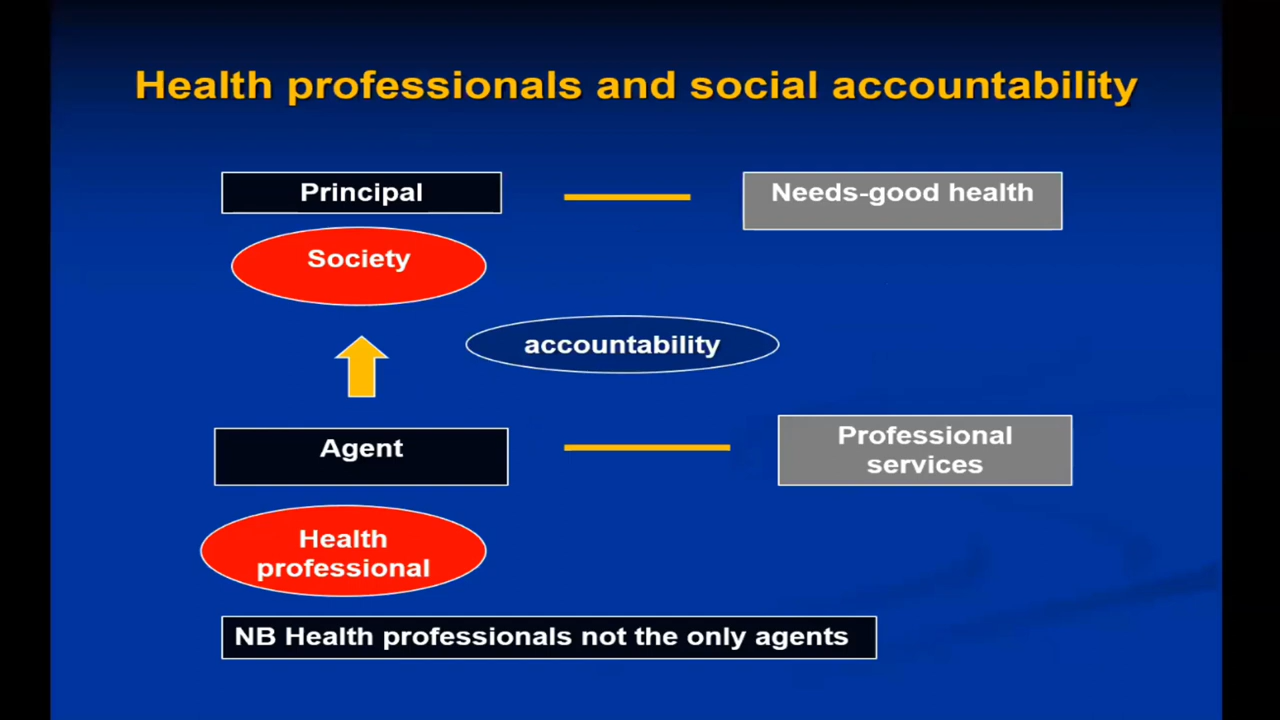 Health professionals and social accountability
Principal
Needs-good health
Society
accountability
Agent
Professional
services
Health
professional
NB Health professionals not the only agents